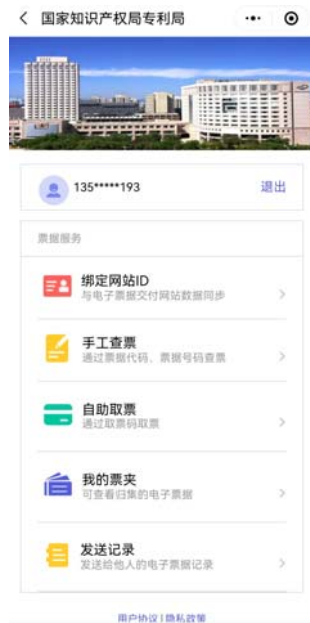 国家知识产权局专利局
135*****193
退出
票据服务
绑定网站ID
与电子票据交付网站数据同步
手工查票
通过票据代码、票据号码查票
自助取票
通过取票码取票
我的票夹
可查看归集的电子票据
发送记录
发送给他人的电子票据记录
用户协议 | 隐私政策